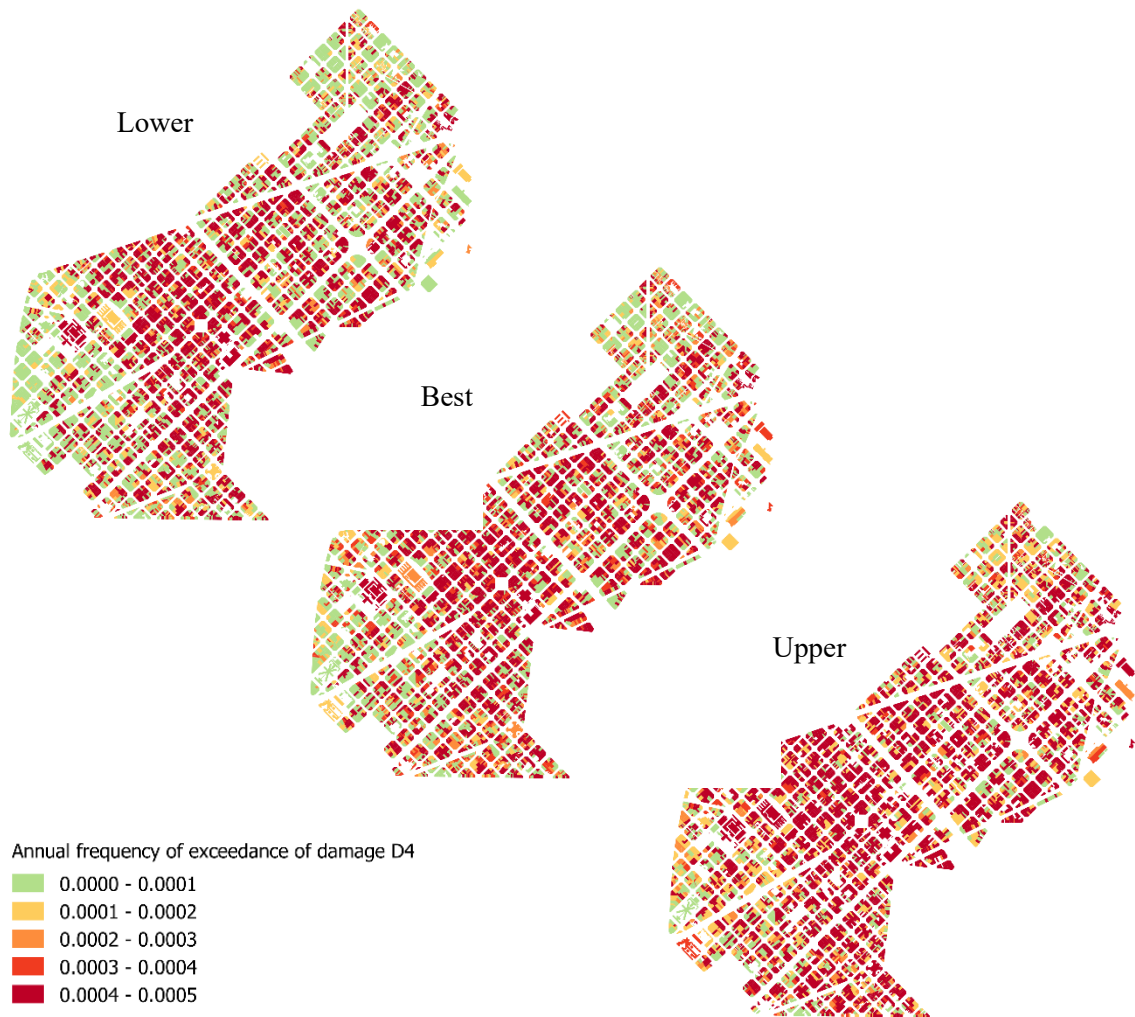 Lower
Best
Upper
Annual frequency of exceedance of damage D4
0.0000 - 0.0001
0.0001 - 0.0002
0.0002 - 0.0003
0.0003 - 0.0004
0.0004 - 0.0005